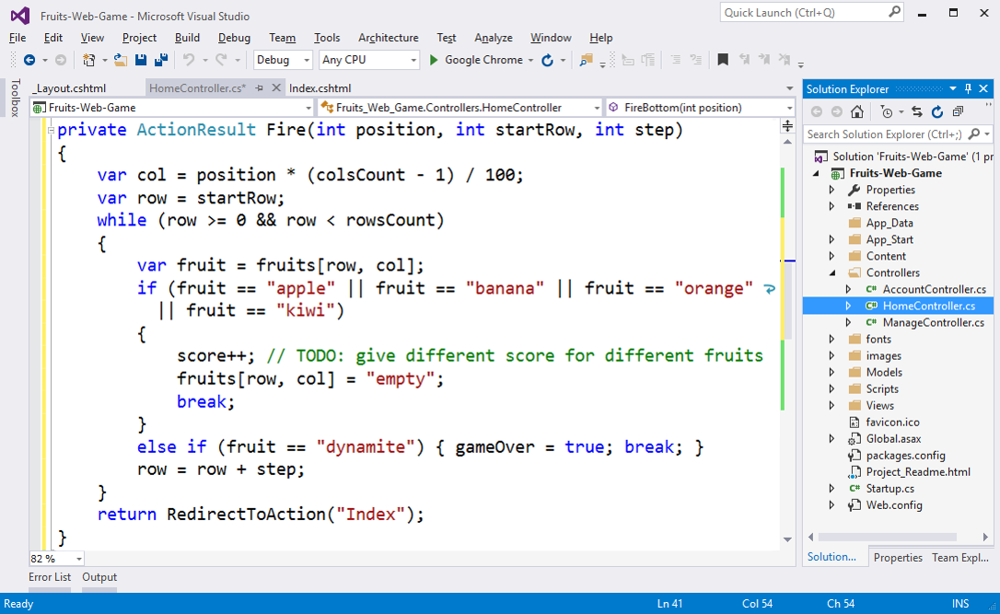 Fruits-Web-Game - Microsoft Visual Studio
Quick Launch (Ctrl+Q)
File Edit View Project Build Debug Team Tools Architecture Test Analyze Window Help
Debug Any CPU Google Chrome
Toolbox
_Layout.cshtml HomeController.cs* Index.cshtml
Fruits-Web-Game Fruits_Web_Game.Controllers.HomeController FireBottom(int position)
private ActionResult Fire(int position, int startRow, int step)
{
var col = position * (colsCount - 1) / 100;
var row = startRow;
while (row >= 0 && row < rowsCount)
{
var fruit = fruits[row, col];
if (fruit == "apple" || fruit == "banana" || fruit == "orange"
|| fruit == "kiwi")
{
score++; // TODO: give different score for different fruits
fruits[row, col] = "empty";
break;
}
else if (fruit == "dynamite") { gameOver = true; break; }
row = row + step;
}
return RedirectToAction("Index");
}
82 %
Error List Output
Solution Explorer
Search Solution Explorer (Ctrl+;)
Solution 'Fruits-Web-Game' (1 pr
Fruits-Web-Game
Properties
References
App_Data
App_Start
Content
Controllers
C# AccountController.cs
C# HomeController.cs
C# ManageController.cs
fonts
images
Models
Scripts
Views
favicon.ico
Global.asax
packages.config
Project_Readme.html
C# Startup.cs
Web.config
Solution... Properties Team Expl...
Ready Ln 41 Col 54 Ch 54 INS